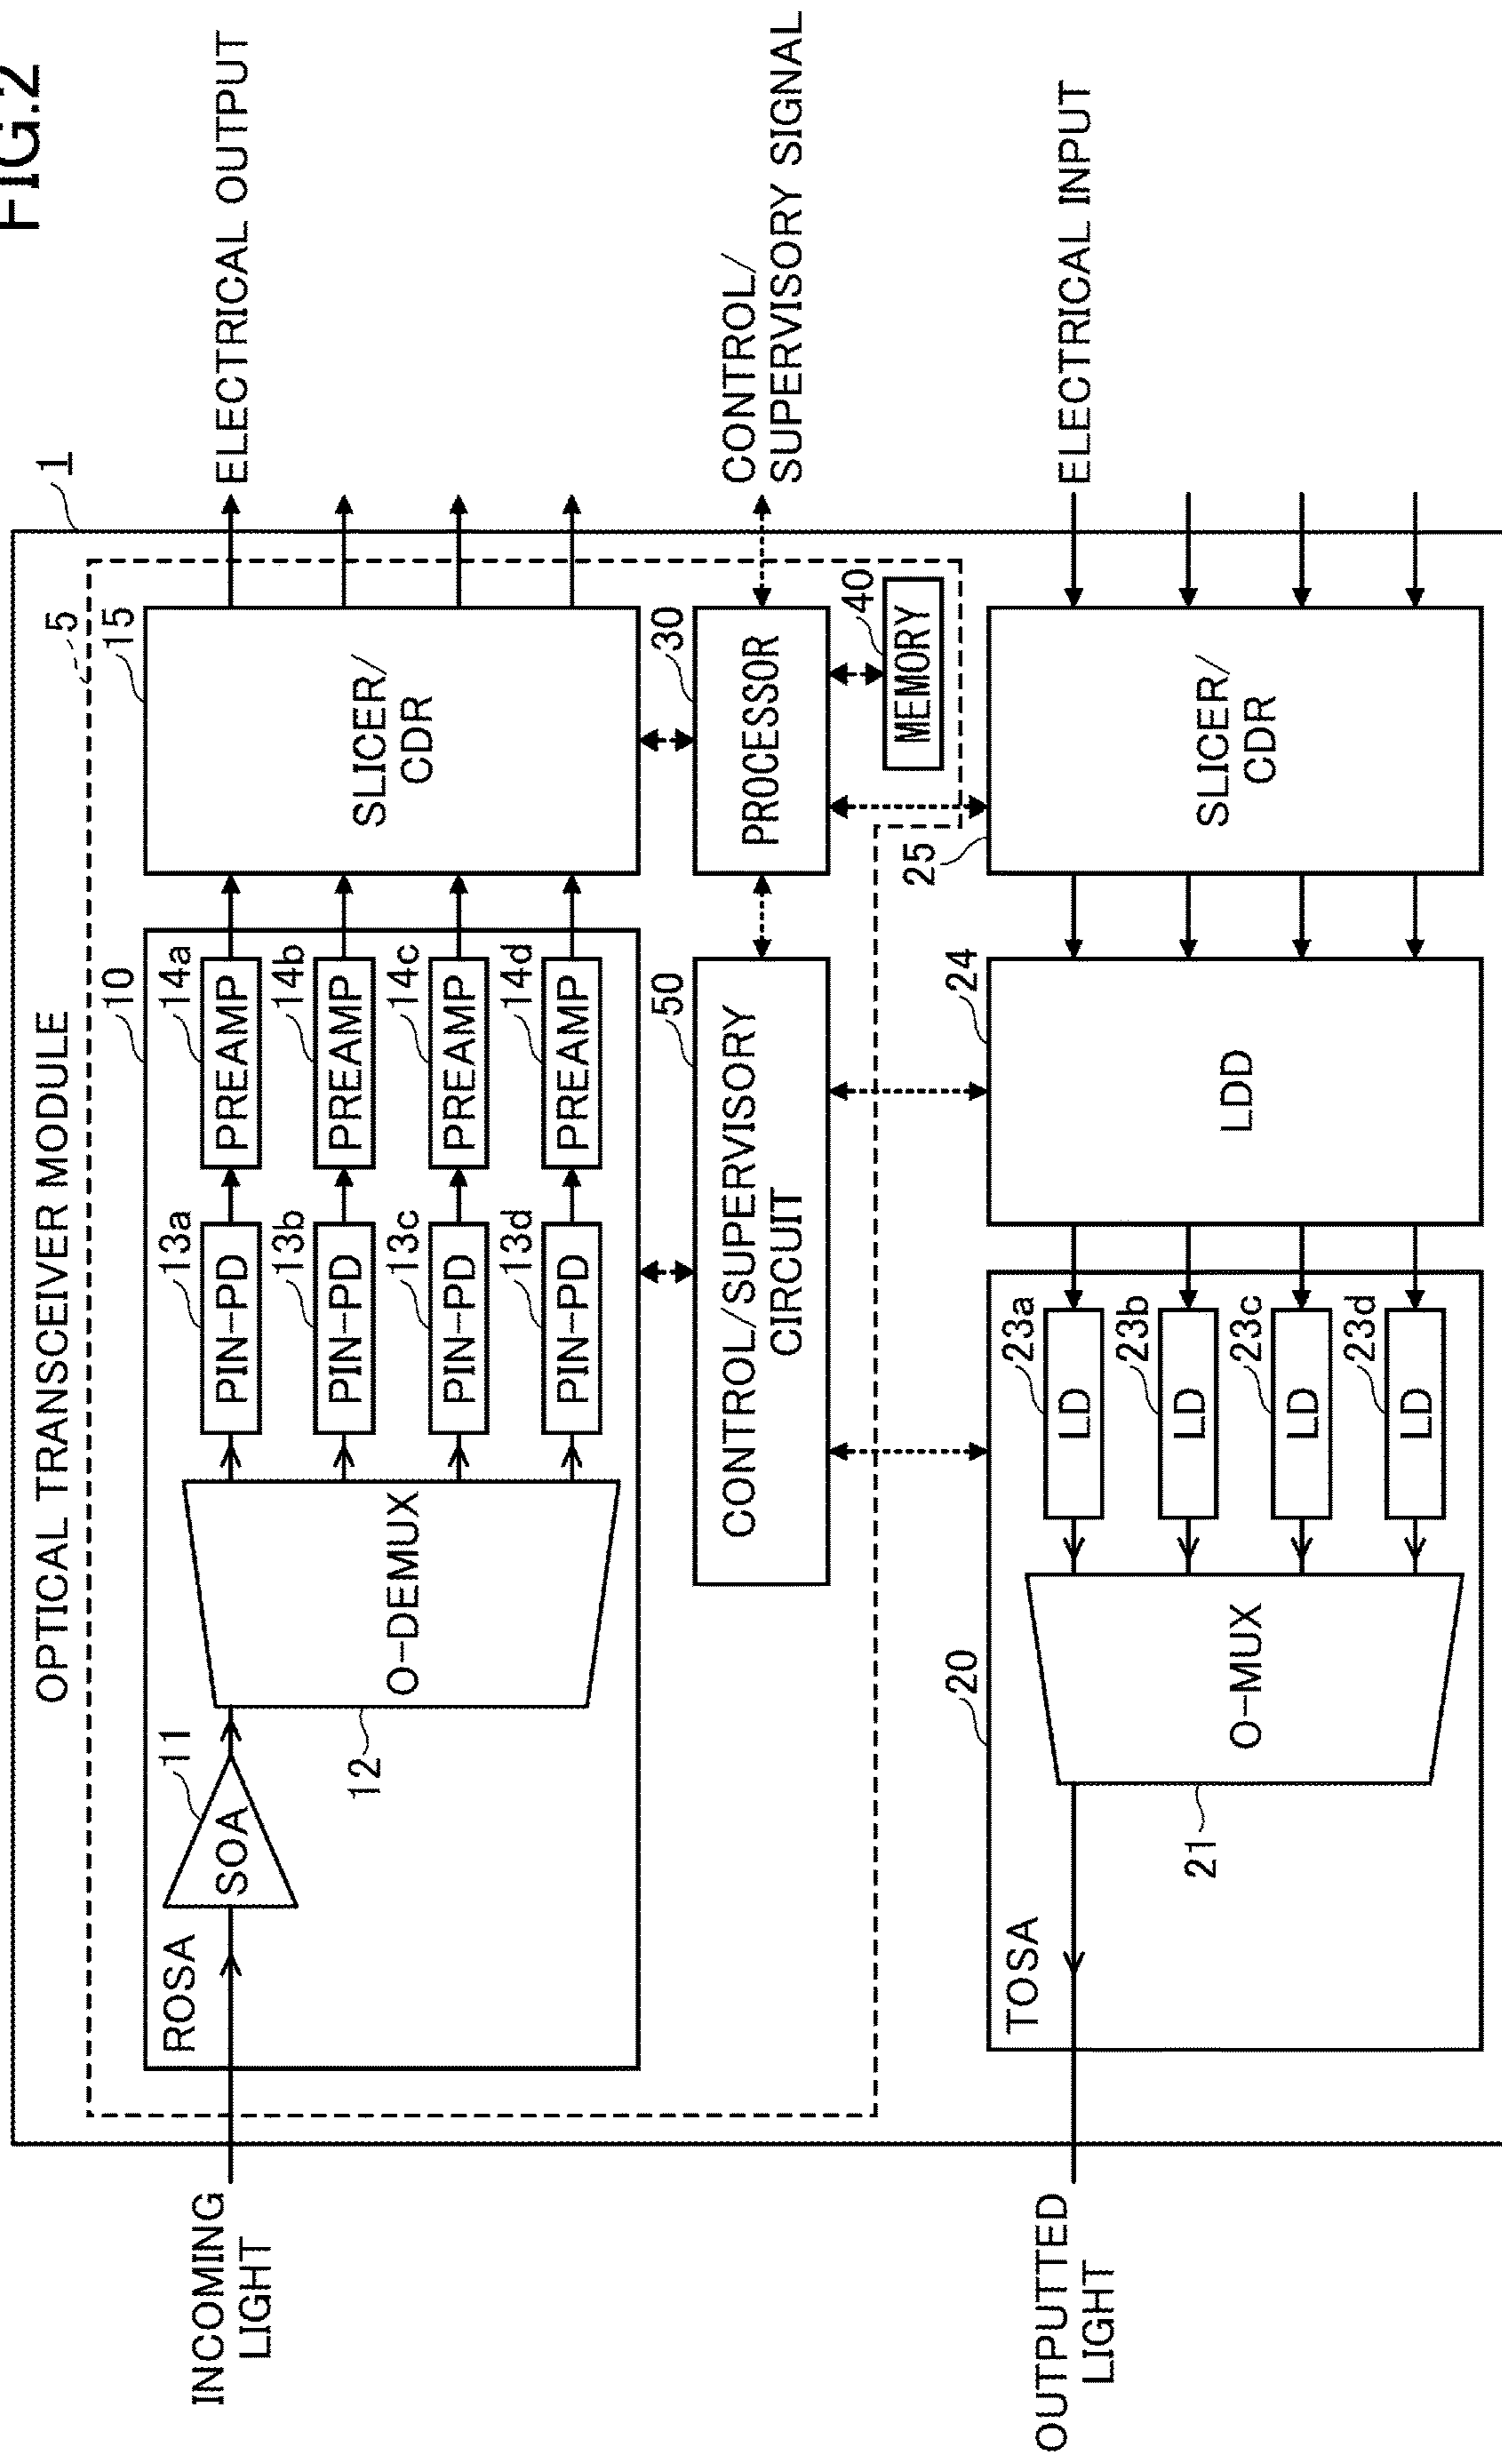 FIG.2
OPTICAL TRANSCEIVER MODULE
1
5
10
15
ROSA
11
SOA
12
O-DEMUX
13a
PIN-PD
14a
PREAMP
13b
PIN-PD
14b
PREAMP
13c
PIN-PD
14c
PREAMP
13d
PIN-PD
14d
PREAMP
SLICER/
CDR
INCOMING
LIGHT
ELECTRICAL OUTPUT
50
CONTROL/SUPERVISORY
CIRCUIT
30
PROCESSOR
40
MEMORY
CONTROL/
SUPERVISORY SIGNAL
20
TOSA
21
O-MUX
23a
LD
23b
LD
23c
LD
23d
LD
24
LDD
25
SLICER/
CDR
OUTPUTTED
LIGHT
ELECTRICAL INPUT